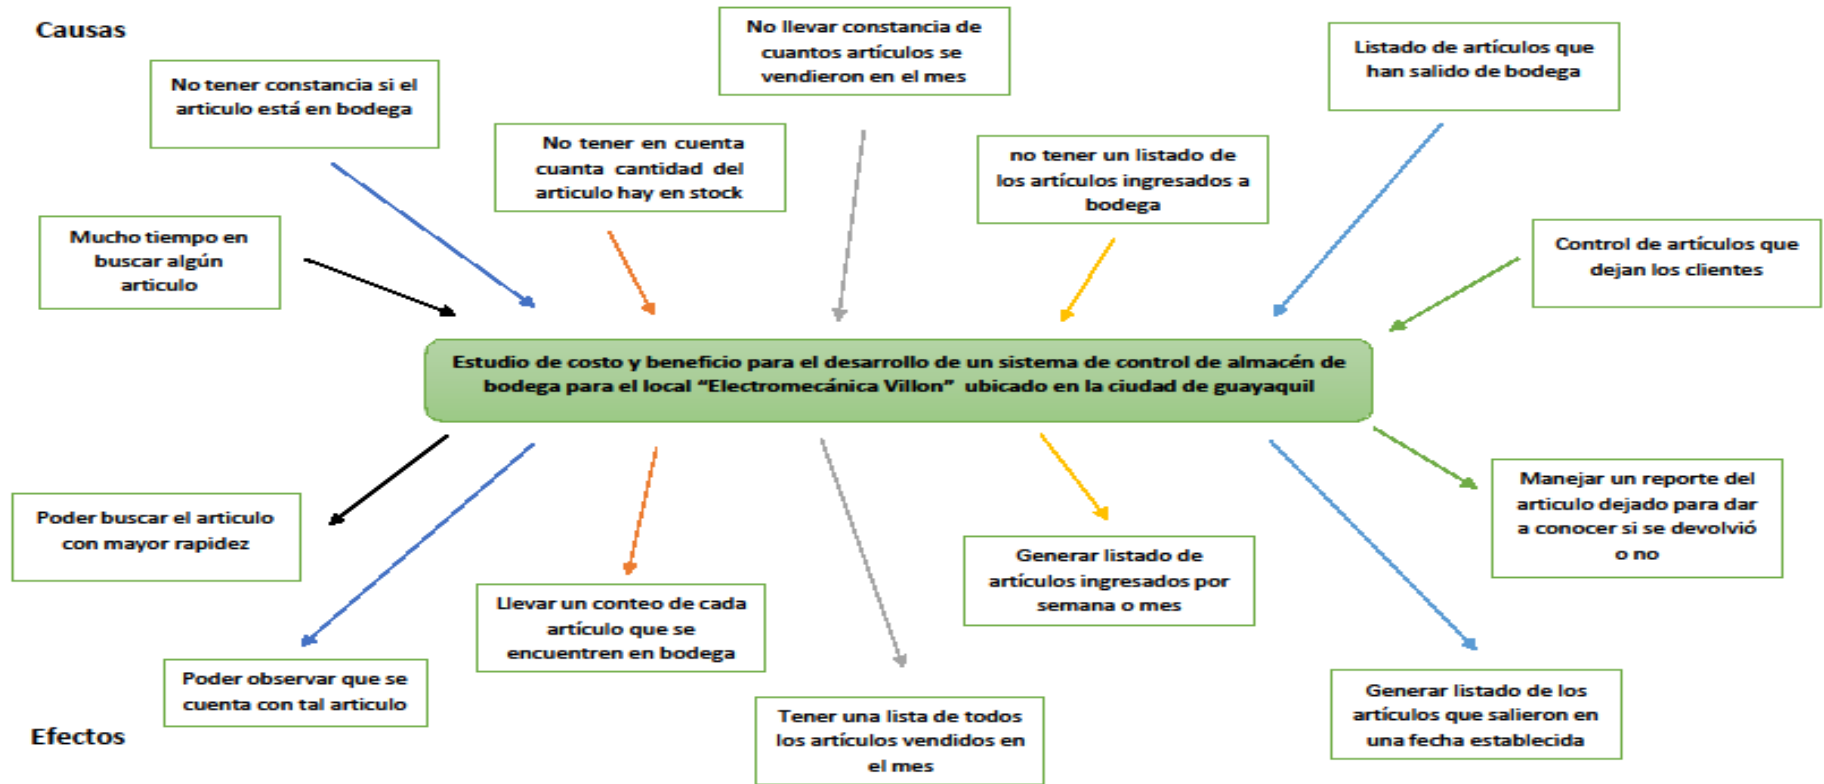 Causas
No tener constancia si el
articulo está en bodega
No llevar constancia de
cuantos artículos se
vendieron en el mes
Listado de artículos que
han salido de bodega
No tener en cuenta
cuanta cantidad del
articulo hay en stock
no tener un listado de
los artículos ingresados a
bodega
Mucho tiempo en
buscar algún
articulo
Control de artículos que
dejan los clientes
Estudio de costo y beneficio para el desarrollo de un sistema de control de almacén de
bodega para el local “Electromecánica Villon” ubicado en la ciudad de guayaquil
Poder buscar el articulo
con mayor rapidez
Manejar un reporte del
articulo dejado para dar
a conocer si se devolvió
o no
Generar listado de
artículos ingresados por
semana o mes
Llevar un conteo de cada
artículo que se
encuentren en bodega
Poder observar que se
cuenta con tal articulo
Generar listado de los
artículos que salieron en
una fecha establecida
Tener una lista de todos
los artículos vendidos en
el mes
Efectos